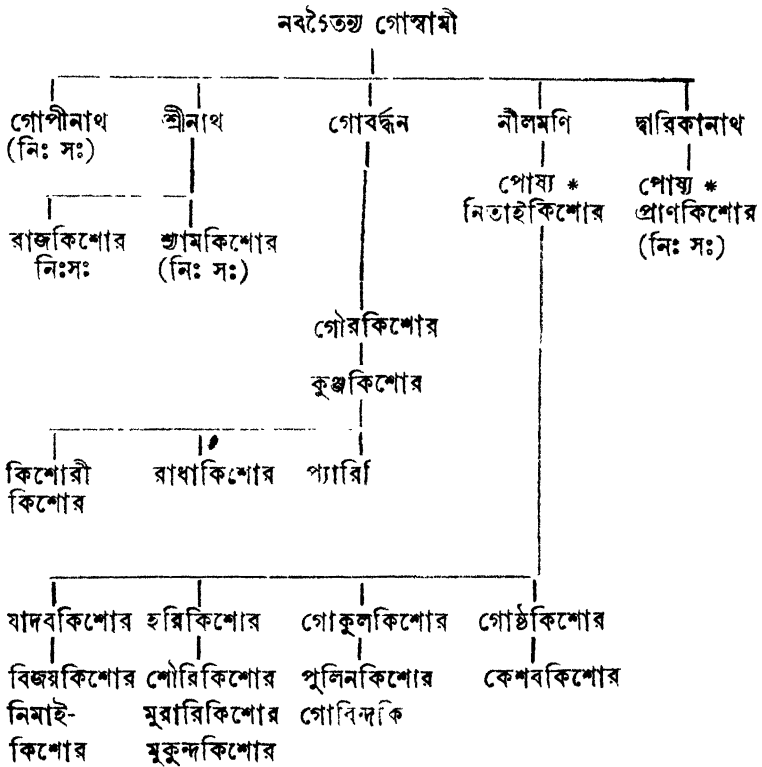 নবচৈতন্য গোস্বামী
গোপীনাথ শ্রীনাথ গোবর্দ্ধন নীলমণি দ্বারিকানাথ
(নিঃ সঃ)
পোষ্য * পোষ্য *
নিতাইকিশোর প্রাণকিশোর
(নিঃ সঃ)
রাজকিশোর শ্যামকিশোর
নিঃসঃ (নিঃ সঃ)
গৌরকিশোর
কুঞ্জকিশোর
কিশোরী রাধাকিশোর প্যারি
কিশোর
যাদবকিশোর হরিকিশোর গোকুলকিশোর গোষ্ঠকিশোর
বিজয়কিশোর শৌরিকিশোর পুলিনকিশোর কেশবকিশোর
নিমাই- মুরারিকিশোর গোবিন্দকি
কিশোর মুকুন্দকিশোর